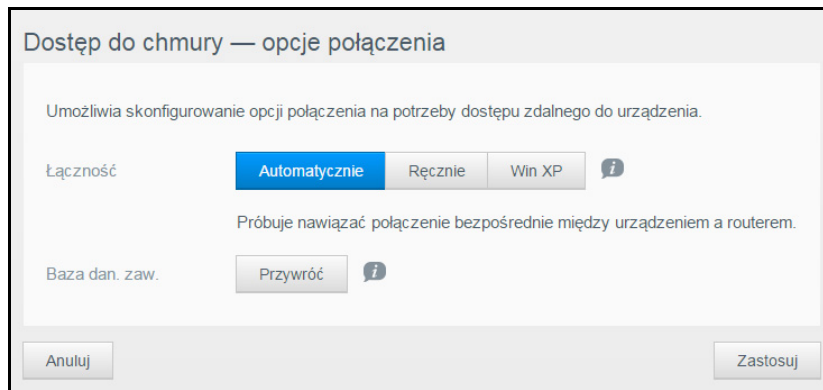 Dostęp do chmury — opcje połączenia
Umożliwia skonfigurowanie opcji połączenia na potrzeby dostępu zdalnego do urządzenia.
Łączność Automatycznie Ręcznie Win XP i
Próbuje nawiązać połączenie bezpośrednie między urządzeniem a routerem.
Baza dan. zaw. Przywróć i
Anuluj Zastosuj